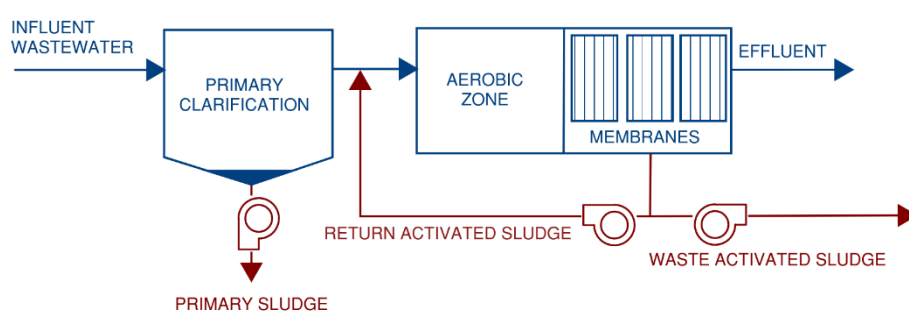 INFLUENT
WASTEWATER
PRIMARY
CLARIFICATION
AEROBIC
ZONE
MEMBRANES
EFFLUENT
RETURN ACTIVATED SLUDGE
WASTE ACTIVATED SLUDGE
PRIMARY SLUDGE